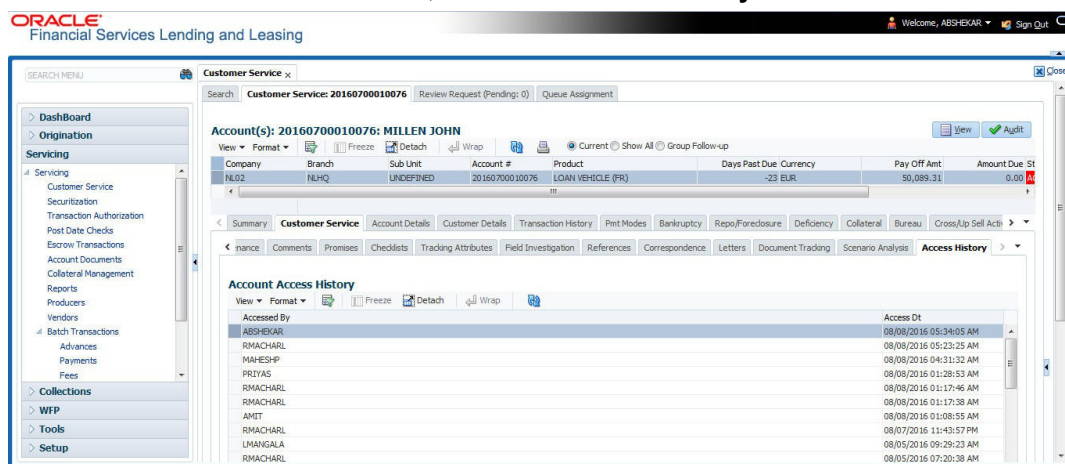 ORACLE
Financial Services Lending and Leasing
Welcome, ABSHEKAR Sign Out
SEARCH MENU
Customer Service x
Close
Search Customer Service: 20160700010076 Review Request (Pending: 0) Queue Assignment
DashBoard
Origination
Servicing
Servicing
Customer Service
Securitization
Transaction Authorization
Post Date Checks
Escrow Transactions
Account Documents
Collateral Management
Reports
Producers
Vendors
Batch Transactions
Advances
Payments
Fees
Collections
WFP
Tools
Setup
Account(s): 20160700010076: MILLEN JOHN
View Audit
View Format Freeze Detach Wrap Current Show All Group Follow-up
Company Branch Sub Unit Account # Product Days Past Due Currency Pay Off Amt Amount Due St
NL02 NLHQ UNDEFINED 20160700010076 LOAN VEHICLE (FR) -23 EUR 50,089.31 0.00
Summary Customer Service Account Details Customer Details Transaction History Pmt Modes Bankruptcy Repo/Foreclosure Deficiency Collateral Bureau Cross/Up Sell Activ
nance Comments Promises Checklists Tracking Attributes Field Investigation References Correspondence Letters Document Tracking Scenario Analysis Access History
Account Access History
View Format Freeze Detach Wrap
Accessed By Access Dt
ABSHEKAR 08/08/2016 05:34:05 AM
RMACHARL 08/08/2016 05:23:25 AM
MAHESHP 08/08/2016 04:31:32 AM
PRIYAS 08/08/2016 01:28:53 AM
RMACHARL 08/08/2016 01:17:46 AM
RMACHARL 08/08/2016 01:17:38 AM
AMIT 08/08/2016 01:08:55 AM
RMACHARL 08/07/2016 11:43:57 PM
LMANGALA 08/05/2016 09:29:23 AM
RMACHARL 08/05/2016 07:20:38 AM